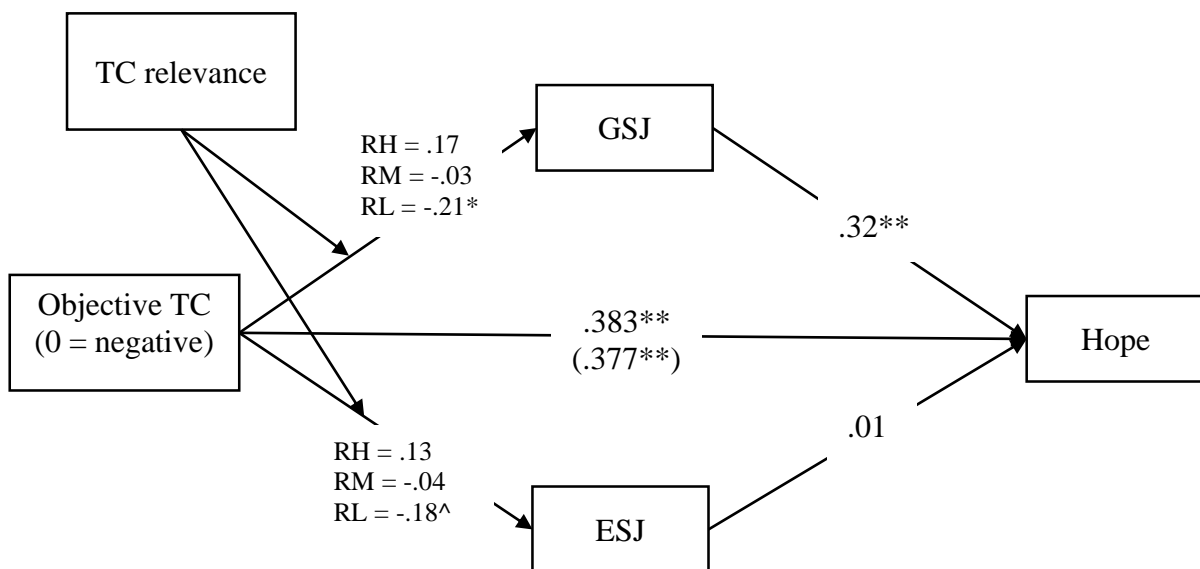 TC relevance
GSJ
RH = .17
RM = -.03
RL = -.21*
.32**
Objective TC
(0 = negative)
.383**
(.377**)
Hope
.01
RH = .13
RM = -.04
RL = -.18^
ESJ